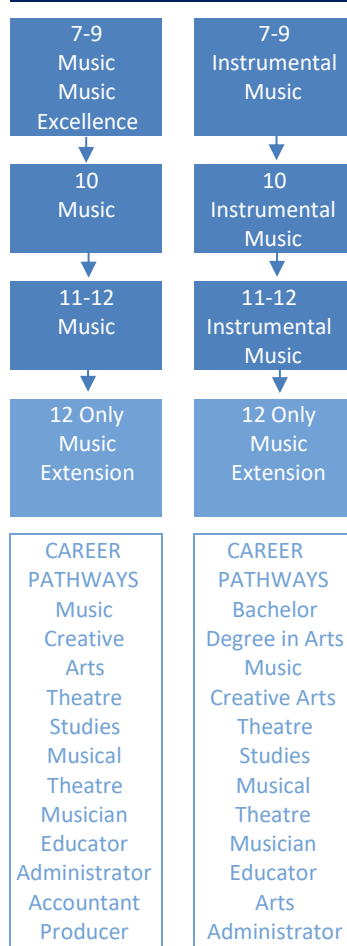 7-9
Music
Music
Excellence
10
Music
11-12
Music
12 Only
Music
Extension
CAREER
PATHWAYS
Music
Creative
Arts
Theatre
Studies
Musical
Theatre
Musician
Educator
Administrator
Accountant
Producer
7-9
Instrumental
Music
10
Instrumental
Music
11-12
Instrumental
Music
12 Only
Music
Extension
CAREER
PATHWAYS
Bachelor
Degree in Arts
Music
Creative Arts
Theatre
Studies
Musical
Theatre
Musician
Educator
Arts
Administrator